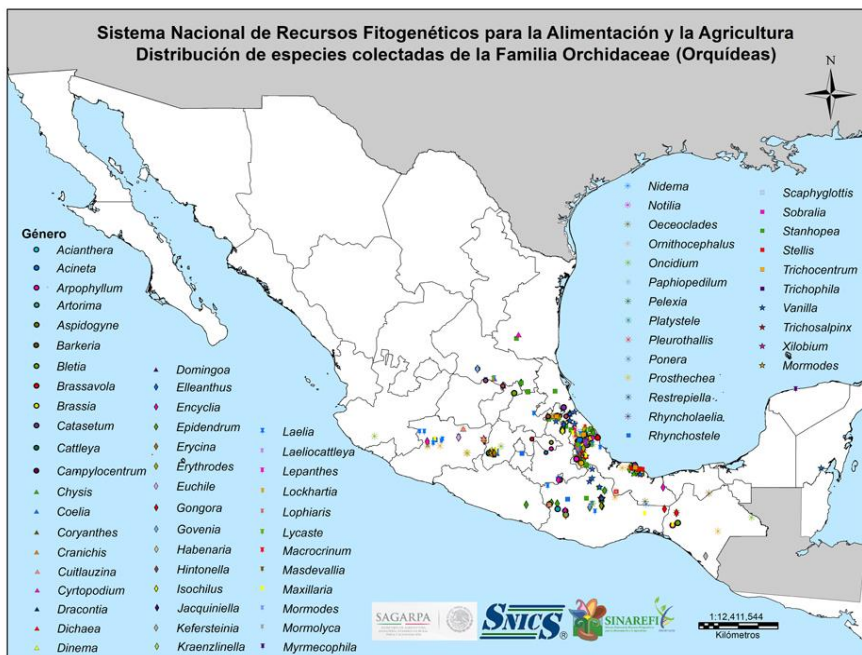 Sistema Nacional de Recursos Fitogenéticos para la Alimentación y la Agricultura
Distribución de especies colectadas de la Familia Orchidaceae (Orquídeas)
N
Género
Acianthera
Acineta
Arpophyllum
Artorima
Aspidogyne
Barkeria
Bletia
Brassavola
Brassia
Catasetum
Cattleya
Campylocentrum
Chysis
Coelia
Coryanthes
Cranichis
Cuitlauzina
Cyrtopodium
Dracontia
Dichaea
Dinema
Domingoa
Elleanthus
Encyclia
Epidendrum
Erycina
Erythrodes
Euchile
Gongora
Govenia
Habenaria
Hintonella
Isochilus
Jacquiniella
Kefersteinia
Kraenzlinella
Laelia
Laeliocattleya
Lepanthes
Lockhartia
Lophiaris
Lycaste
Macrocrinum
Masdevallia
Maxillaria
Mormodes
Mormolyca
Myrmecophila
Nidema
Notilia
Oeceoclades
Ornithocephalus
Oncidium
Paphiopedilum
Pelexia
Platystele
Pleurothallis
Ponera
Prosthechea
Restrepiella
Rhyncholaelia
Rhynchostele
Scaphyglottis
Sobralia
Stanhopea
Stellis
Trichocentrum
Trichophila
Vanilla
Trichosalpinx
Xilobium
Mormodes
SAGARPA
SNICS ®
SINAREFI
1:12,411,544
Kilómetros